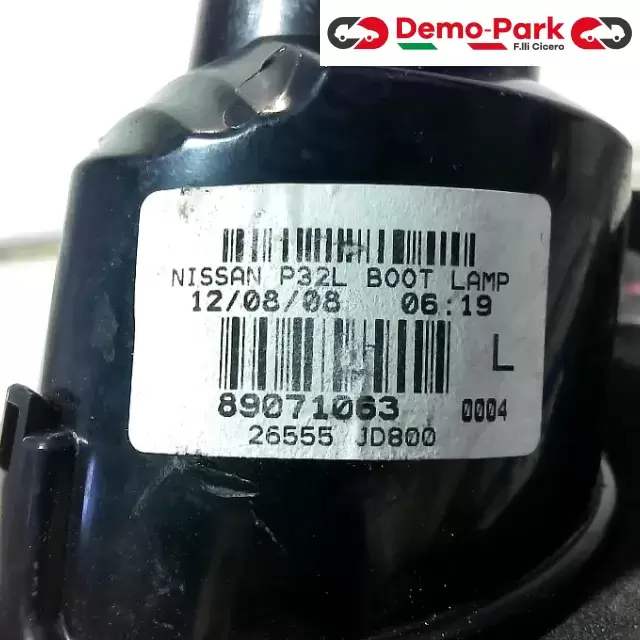 Demo-Park
F.lli Cicero
NISSAN P32L BOOT LAMP
12/08/08 06:19
L
89071063 0004
26555 JD800